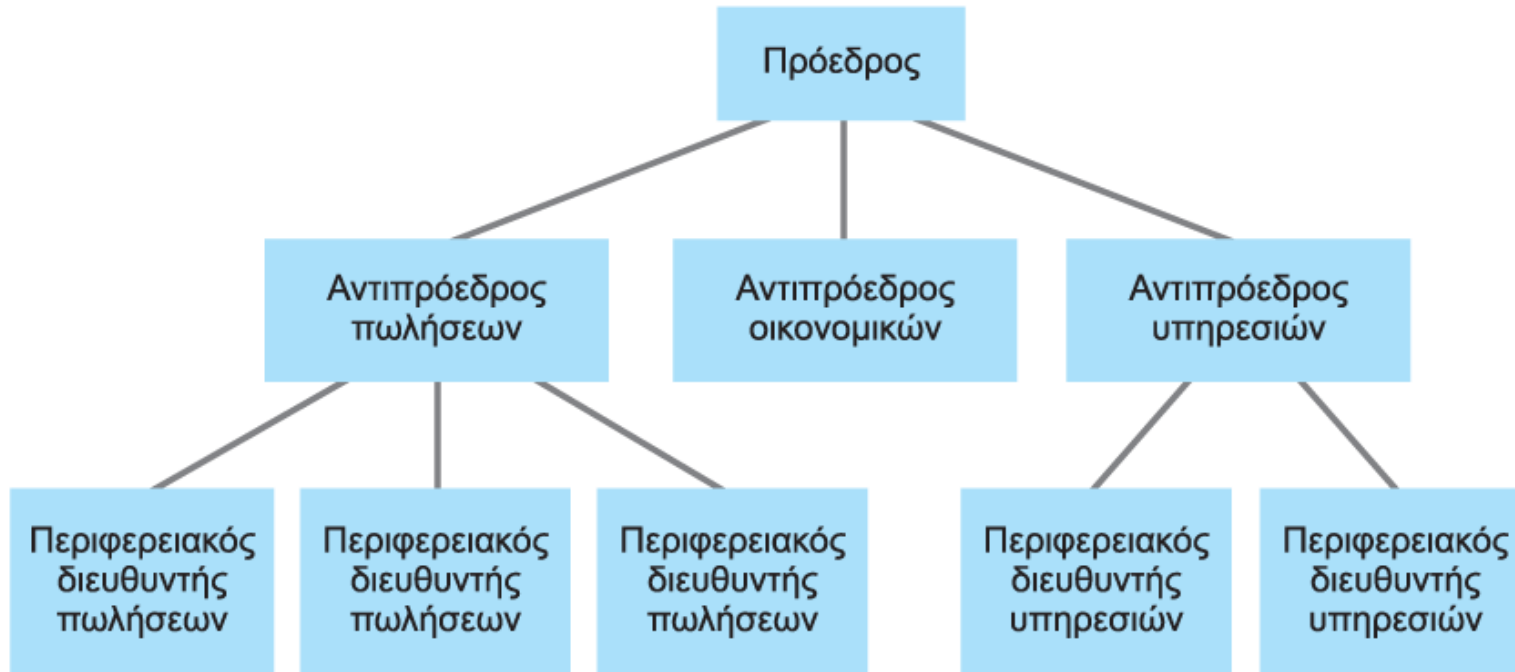 Πρόεδρος
Αντιπρόεδρος
πωλήσεων
Αντιπρόεδρος
οικονομικών
Αντιπρόεδρος
υπηρεσιών
Περιφερειακός
διευθυντής
πωλήσεων
Περιφερειακός
διευθυντής
πωλήσεων
Περιφερειακός
διευθυντής
πωλήσεων
Περιφερειακός
διευθυντής
υπηρεσιών
Περιφερειακός
διευθυντής
υπηρεσιών